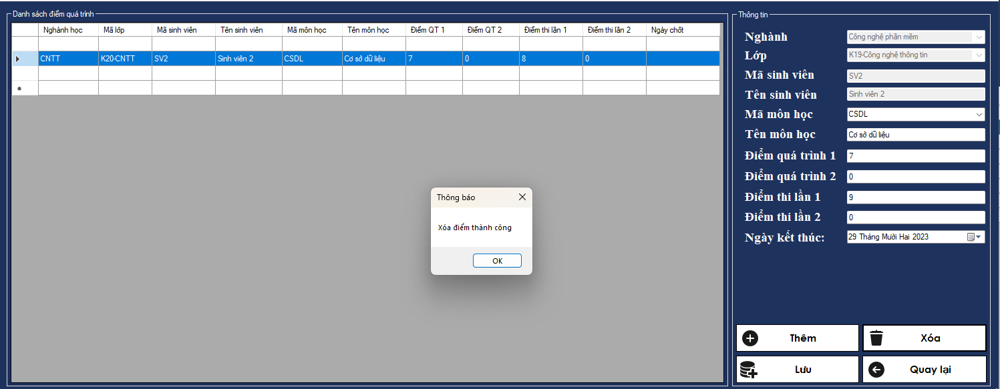 Danh sách điểm quá trình
Nghành học Mã lớp Mã sinh viên Tên sinh viên Mã môn học Tên môn học Điểm QT 1 Điểm QT 2 Điểm thi lần 1 Điểm thi lần 2 Ngày chốt
CNTT K20-CNTT SV2 Sinh viên 2 CSDL Cơ sở dữ liệu 7 0 8 0
Thông báo
Xóa điểm thành công
OK
Thông tin
Nghành Công nghệ phần mềm
Lớp K19-Công nghệ thông tin
Mã sinh viên SV2
Tên sinh viên Sinh viên 2
Mã môn học CSDL
Tên môn học Cơ sở dữ liệu
Điểm quá trình 1 7
Điểm quá trình 2 0
Điểm thi lần 1 9
Điểm thi lần 2 0
Ngày kết thúc: 29 Tháng Mười Hai 2023
Thêm Xóa
Lưu Quay lại